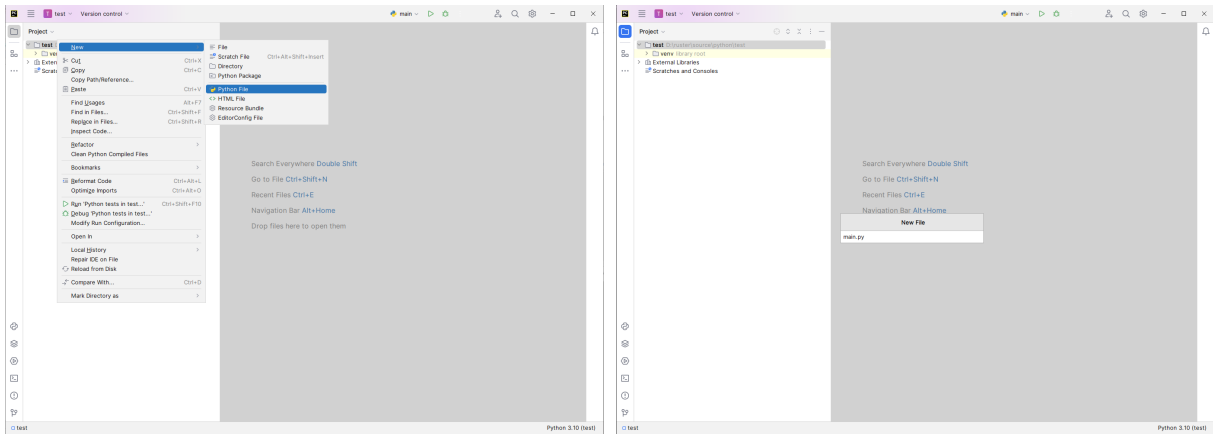 test Version control main
Project
test
New
Cut Ctrl+X
Copy Ctrl+C
Copy Path/Reference...
Paste Ctrl+V
Find Usages Alt+F7
Find in Files... Ctrl+Shift+F
Replace in Files... Ctrl+Shift+R
Inspect Code...
Refactor
Clean Python Compiled Files
Bookmarks
Reformat Code Ctrl+Alt+L
Optimize Imports Ctrl+Alt+O
Run 'Python tests in test...' Ctrl+Shift+F10
Debug 'Python tests in test...'
Modify Run Configuration...
Open In
Local History
Repair IDE on File
Reload from Disk
Compare With... Ctrl+D
Mark Directory as
File
Scratch File Ctrl+Alt+Shift+Insert
Directory
Python Package
Python File
HTML File
Resource Bundle
EditorConfig File
Search Everywhere Double Shift
Go to File Ctrl+Shift+N
Recent Files Ctrl+E
Navigation Bar Alt+Home
Drop files here to open them
test Python 3.10 (test)
test Version control main
Project
test
venv library root
External Libraries
Scratches and Consoles
Search Everywhere Double Shift
Go to File Ctrl+Shift+N
Recent Files Ctrl+E
Navigation Bar Alt+Home
New File
main.py
test Python 3.10 (test)